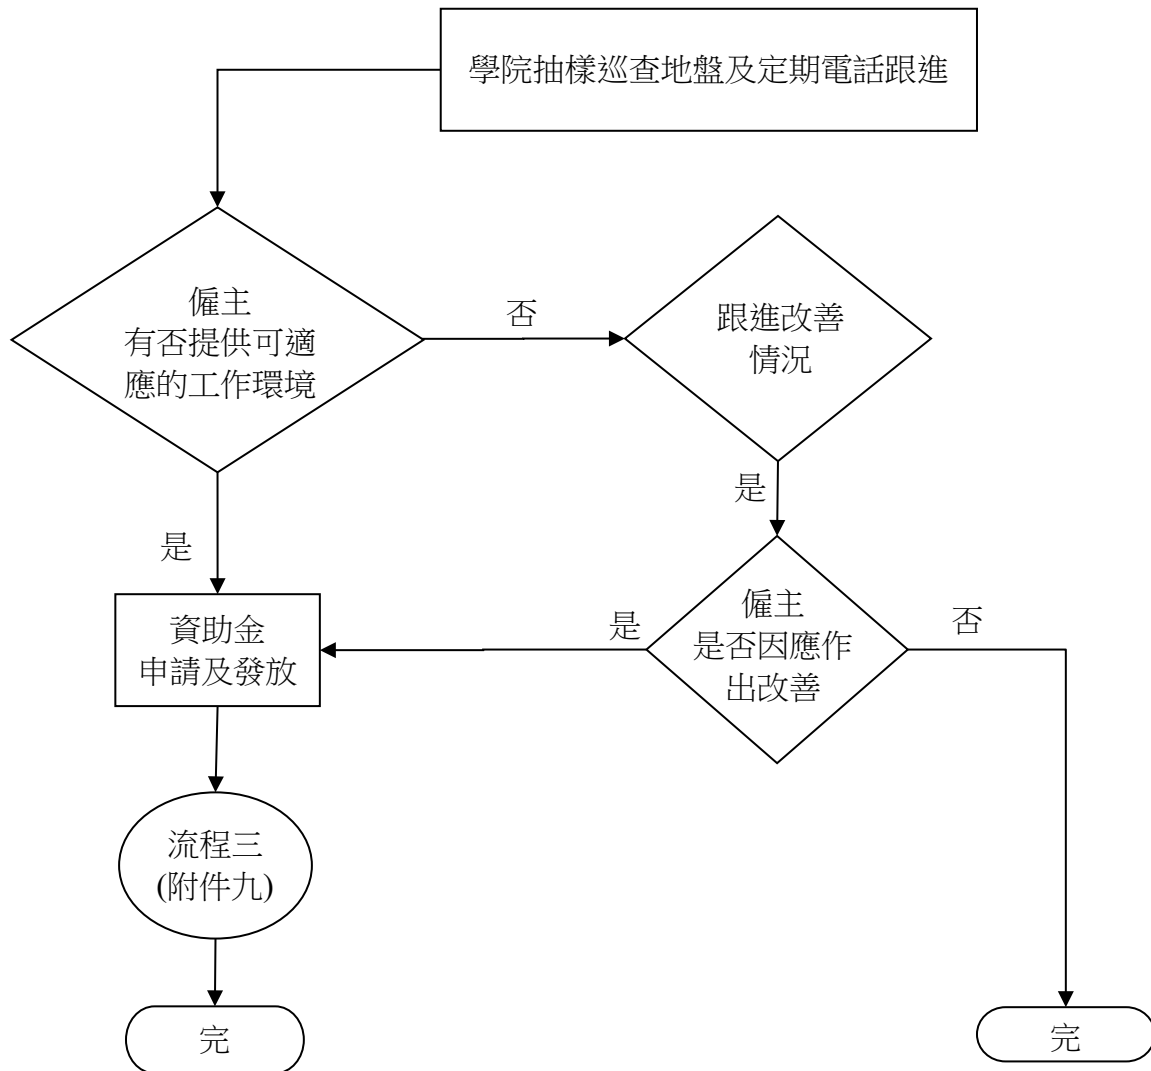 學院抽樣巡查地盤及定期電話跟進
僱主
有否提供可適
應的工作環境
否
跟進改善
情況
是
是
僱主
是否因應作
出改善
是
否
資助金
申請及發放
流程三
(附件九)
完
完